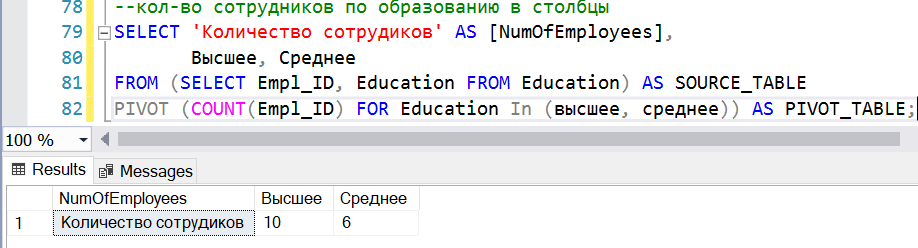 78 --кол-во сотрудников по образованию в столбцы
79 SELECT 'Количество сотрудиков' AS [NumOfEmployees],
80 Высшее, Среднее
81 FROM (SELECT Empl_ID, Education FROM Education) AS SOURCE_TABLE
82 PIVOT (COUNT(Empl_ID) FOR Education In (высшее, среднее)) AS PIVOT_TABLE;
100 %
Results Messages
NumOfEmployees Высшее Среднее
1 Количество сотрудиков 10 6